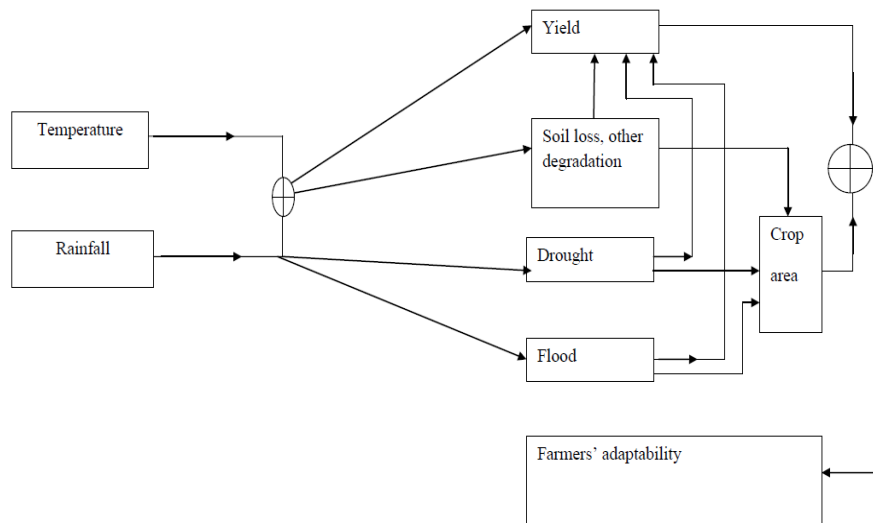 Yield
Temperature
Soil loss, other
degradation
Rainfall
Drought
Crop
area
Flood
Farmers’ adaptability